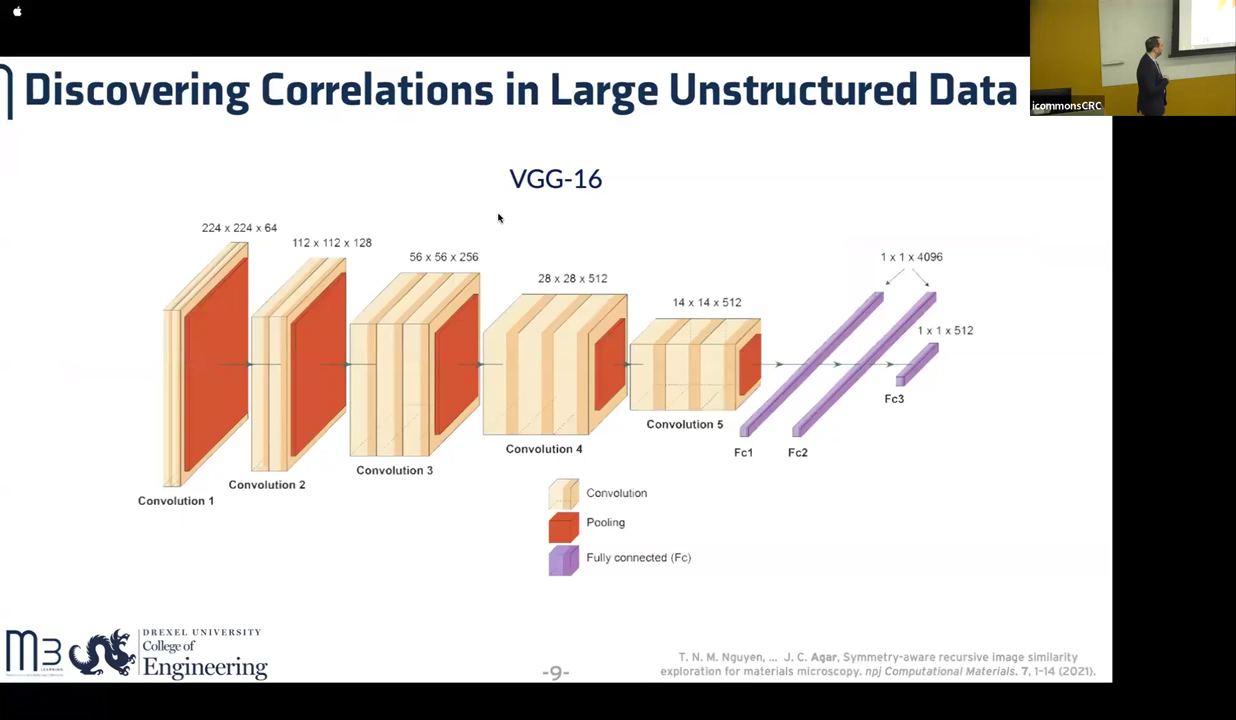 Discovering Correlations in Large Unstructured Data
icommonsCRC
VGG-16
224 x 224 x 64
112 x 112 x 128
56 x 56 x 256
28 x 28 x 512
14 x 14 x 512
1 x 1 x 4096
1 x 1 x 512
Convolution 1
Convolution 2
Convolution 3
Convolution 4
Convolution 5
Fc1
Fc2
Fc3
Convolution
Pooling
Fully connected (Fc)
M3
LEARNING
DREXEL UNIVERSITY
College of
Engineering
-9-
T. N. M. Nguyen, ... J. C. Agar, Symmetry-aware recursive image similarity
exploration for materials microscopy. npj Computational Materials. 7, 1-14 (2021).